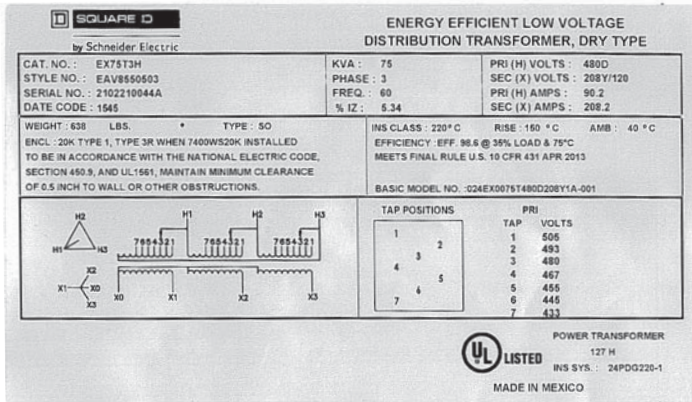 SQUARE D
by Schneider Electric
ENERGY EFFICIENT LOW VOLTAGE
DISTRIBUTION TRANSFORMER, DRY TYPE
CAT. NO. : EX75T3H
STYLE NO. : EAV8550503
SERIAL NO. : 2102210044A
DATE CODE : 1545
KVA : 75
PHASE : 3
FREQ. : 60
% IZ : 5.34
PRI (H) VOLTS : 480D
SEC (X) VOLTS : 208Y/120
PRI (H) AMPS : 90.2
SEC (X) AMPS : 208.2
WEIGHT : 638 LBS. * TYPE : SO
ENCL : 20K TYPE 1, TYPE 3R WHEN 7400WS20K INSTALLED
TO BE IN ACCORDANCE WITH THE NATIONAL ELECTRIC CODE,
SECTION 450.9, AND UL1561, MAINTAIN MINIMUM CLEARANCE
OF 0.5 INCH TO WALL OR OTHER OBSTRUCTIONS.
INS CLASS : 220° C RISE : 150 °C AMB : 40 °C
EFFICIENCY : EFF. 98.6 @ 35% LOAD & 75°C
MEETS FINAL RULE U.S. 10 CFR 431 APR 2013
BASIC MODEL NO. :024EX0075T480D208Y1A-001
H2
H1 H3
X2
X1 X0
X3
H1 H2 H3
7654321 7654321 7654321
X0 X1 X2 X3
TAP POSITIONS
1
2
3
4
5
6
7
PRI
TAP VOLTS
1 505
2 493
3 480
4 467
5 455
6 445
7 433
UL LISTED
POWER TRANSFORMER
127 H
INS SYS. : 24PDG220-1
MADE IN MEXICO